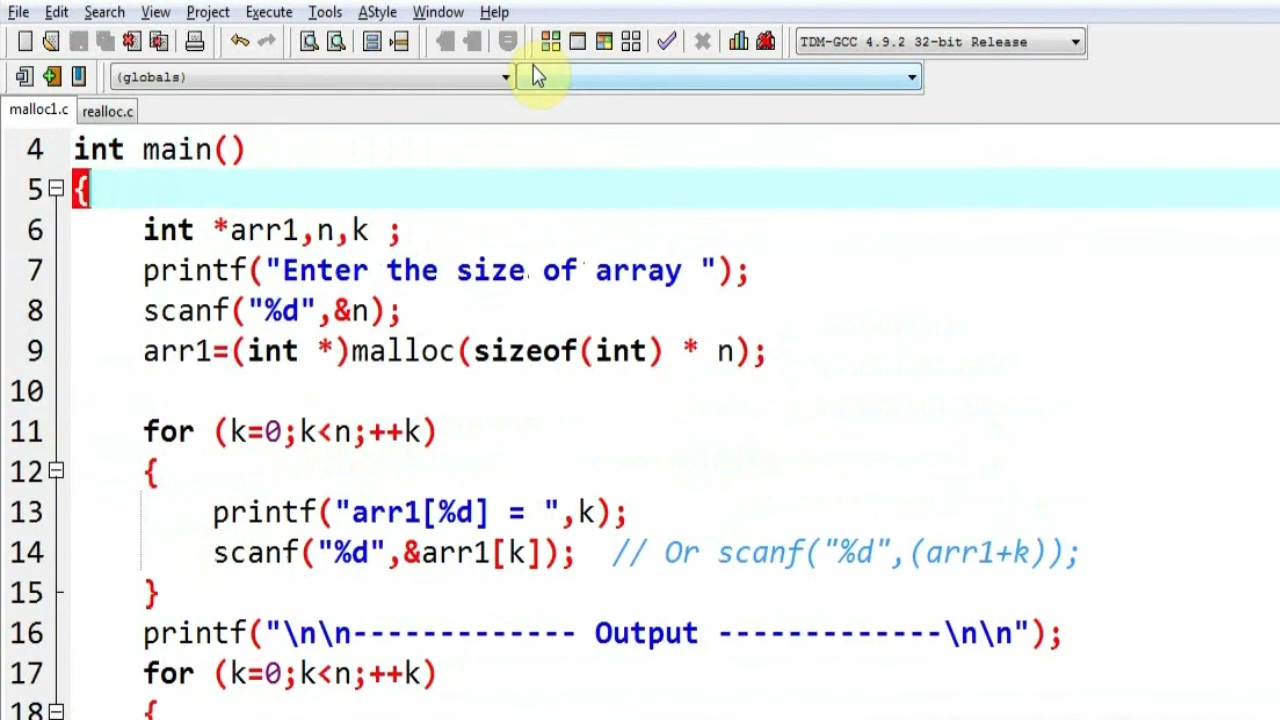 File Edit Search View Project Execute Tools AStyle Window Help
TDM-GCC 4.9.2 32-bit Release
(globals)
malloc1.c realloc.c
4 int main()
5 {
6 int *arr1,n,k ;
7 printf("Enter the size of array ");
8 scanf("%d",&n);
9 arr1=(int *)malloc(sizeof(int) * n);
10
11 for (k=0;k<n;++k)
12 {
13 printf("arr1[%d] = ",k);
14 scanf("%d",&arr1[k]); // Or scanf("%d",(arr1+k));
15 }
16 printf("\n\n------------- Output -------------\n\n");
17 for (k=0;k<n;++k)
18 {